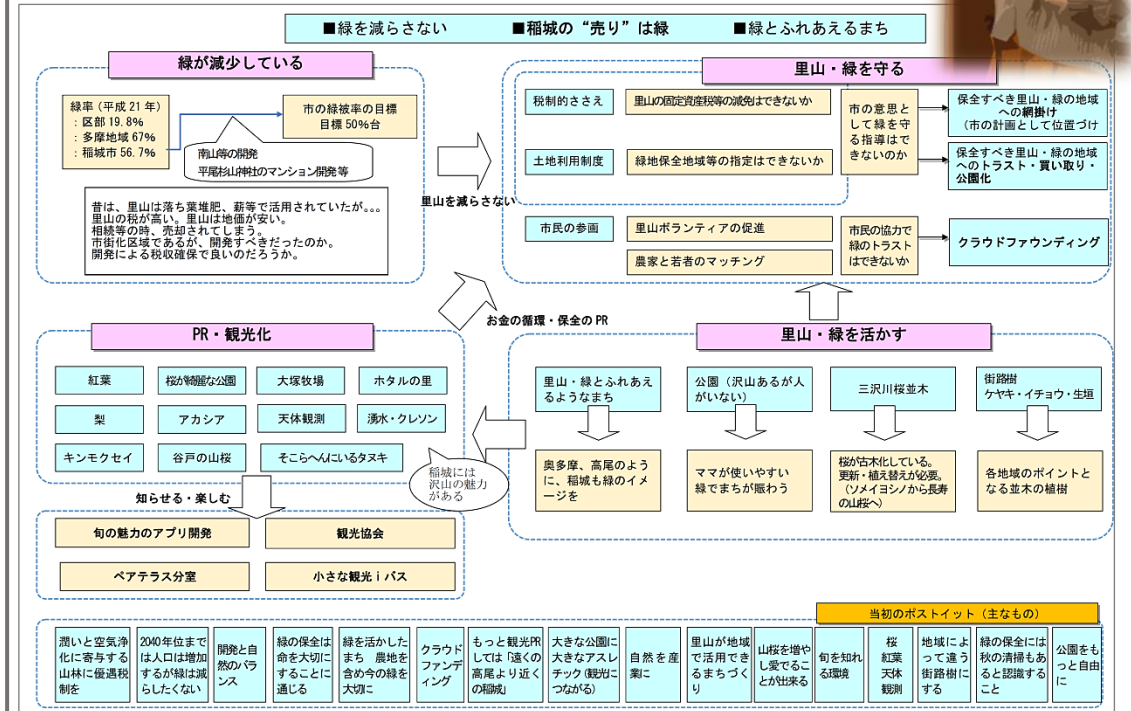 ■緑を減らさない ■稲城の“売り”は緑 ■緑とふれあえるまち
緑が減少している
緑率（平成21年）
：区部19.8%
：多摩地域67%
：稲城市56.7%
市の緑被率の目標
目標50%台
南山等の開発
平尾杉山神社のマンション開発等
昔は、里山は落ち葉堆肥、薪等で活用されていたが。。。
里山の税が高い。里山は地価が安い。
相続等の時、売却されてしまう。
市街化区域であるが、開発すべきだったのか。
開発による税収確保で良いのだろうか。
里山を減らさない
里山・緑を守る
税制的ささえ
里山の固定資産税等の減免はできないか
土地利用制度
緑地保全地域等の指定はできないか
市の意思と
して緑を守
る指導はで
きないのか
保全すべき里山・緑の地域
への網掛け
（市の計画として位置づけ
保全すべき里山・緑の地域
へのトラスト・買い取り・
公園化
市民の参画
里山ボランティアの促進
農家と若者のマッチング
市民の協力で
緑のトラスト
はできないか
クラウドファウンディング
お金の循環・保全のPR
PR・観光化
紅葉
桜が綺麗な公園
大塚牧場
ホタルの里
梨
アカシア
天体観測
湧水・クレソン
キンモクセイ
谷戸の山桜
そこらへんにいるタヌキ
稲城には
沢山の魅力
がある
知らせる・楽しむ
旬の魅力のアプリ開発
観光協会
ペアテラス分室
小さな観光ｉバス
里山・緑を活かす
里山・緑とふれあえ
るようなまち
公園（沢山あるが人
がいない）
三沢川桜並木
街路樹
ケヤキ・イチョウ・生垣
奥多摩、高尾のよう
に、稲城も緑のイメ
ージを
ママが使いやすい
緑でまちが賑わう
桜が古木化している。
更新・植え替えが必要。
（ソメイヨシノから長寿
の山桜へ）
各地域のポイントと
なる並木の植樹
当初のポストイット（主なもの）
潤いと空気浄
化に寄与する
山林に優遇税
制を
2040年位まで
は人口は増加
するが緑は減
らしたくない
開発と自
然のバラ
ンス
緑の保全は
命を大切に
することに
通じる
緑を活かした
まち　農地を
含め今の緑を
大切に
クラウド
ファンデ
ィング
もっと観光PR
しては「遠くの
高尾より近く
の稲城」
大きな公園に
大きなアスレ
チック（観光に
つながる）
自然を産
業に
里山が地域
で活用でき
るまちづく
り
山桜を増や
し愛でるこ
とが出来る
旬を知れ
る環境
桜
紅葉
天体
観測
地域によ
って違う
街路樹に
する
緑の保全には
秋の清掃もあ
ると認識する
こと
公園をも
っと自由
に